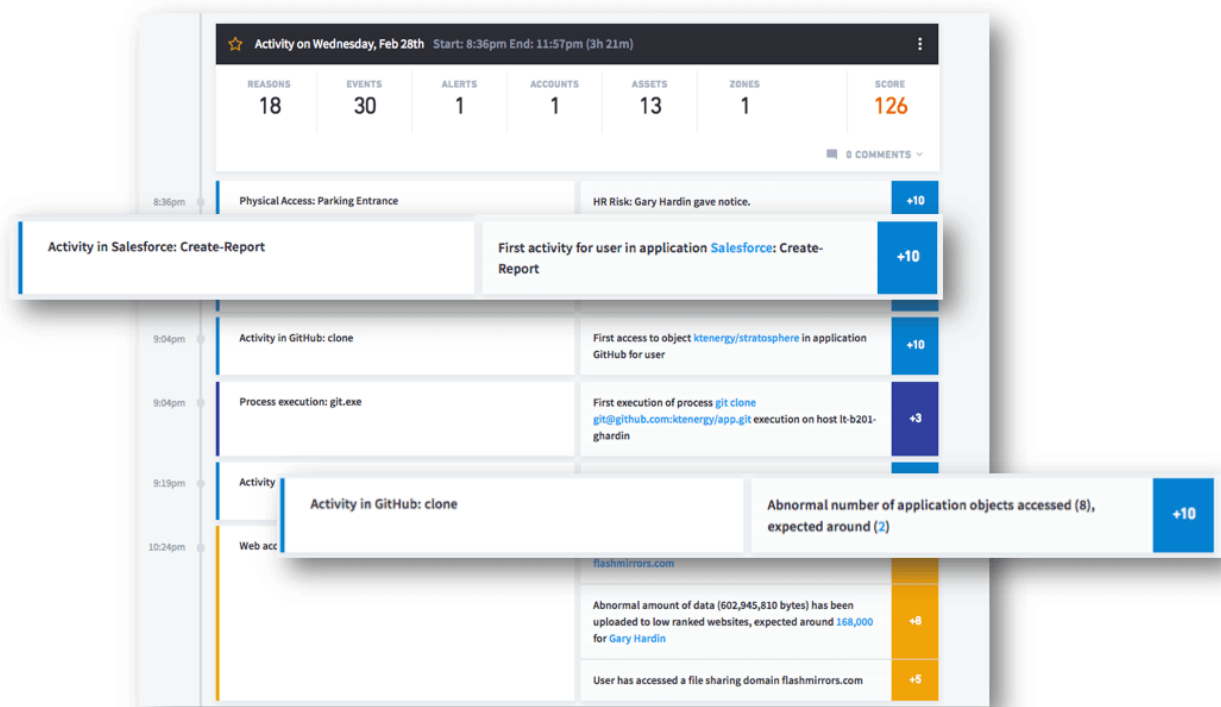 Activity on Wednesday, Feb 28th Start: 8:36pm End: 11:57pm (3h 21m)
REASONS EVENTS ALERTS ACCOUNTS ASSETS ZONES SCORE
18 30 1 1 13 1 126
0 COMMENTS
8:36pm Physical Access: Parking Entrance HR Risk: Gary Hardin gave notice. +10
Activity in Salesforce: Create-Report First activity for user in application Salesforce: Create-
Report
+10
9:04pm Activity in GitHub: clone First access to object ktenergy/stratosphere in application
GitHub for user
+10
9:04pm Process execution: git.exe First execution of process git clone
git@github.com:ktenergy/app.git execution on host lt-b201-
ghardin
+3
9:19pm Activity
Activity in GitHub: clone Abnormal number of application objects accessed (8),
expected around (2)
+10
10:24pm Web acc
flashmirrors.com
Abnormal amount of data (602,945,810 bytes) has been
uploaded to low ranked websites, expected around 168,000
for Gary Hardin
+8
User has accessed a file sharing domain flashmirrors.com +5